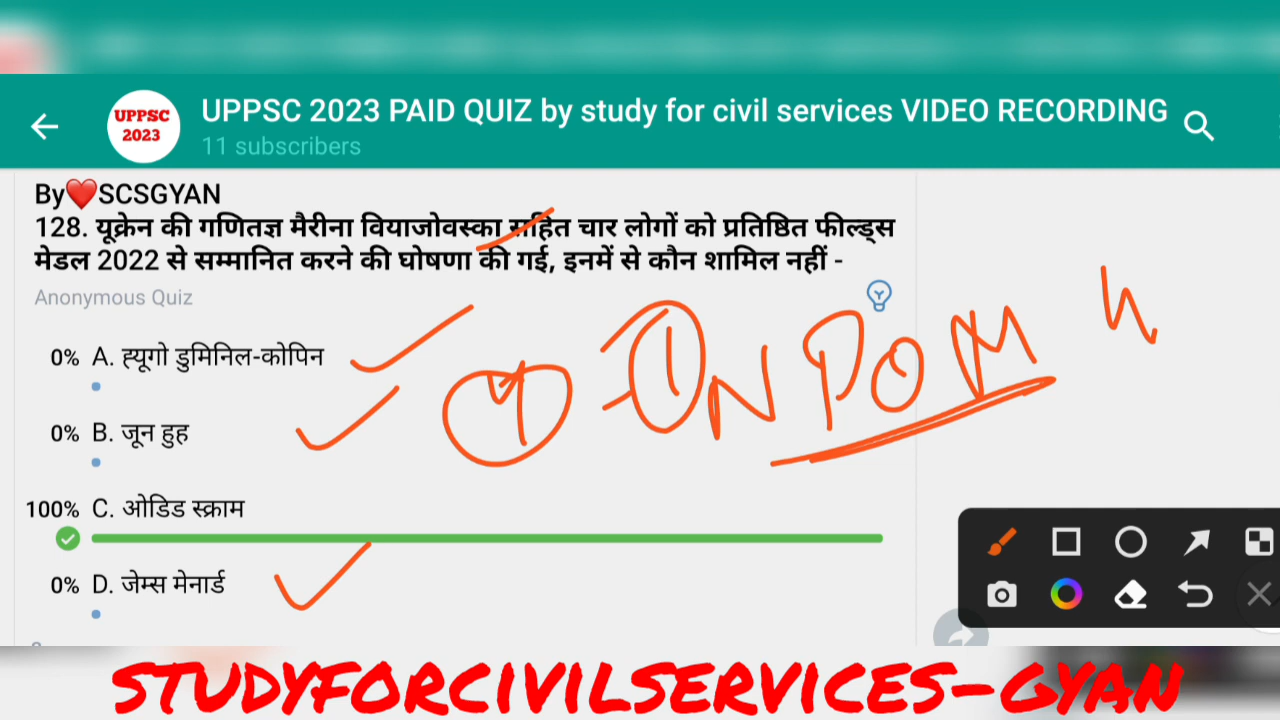 UPPSC 2023 PAID QUIZ by study for civil services VIDEO RECORDING
UPPSC
2023
11 subscribers
By❤️SCSGYAN
128. यूक्रेन की गणितज्ञ मैरीना वियाजोवस्का सहित चार लोगों को प्रतिष्ठित फील्ड्स
मेडल 2022 से सम्मानित करने की घोषणा की गई, इनमें से कौन शामिल नहीं -
Anonymous Quiz
0% A. ह्यूगो डुमिनिल-कोपिन
0% B. जून हुह
100% C. ओडिड स्क्राम
0% D. जेम्स मेनार्ड
STUDYFORCIVILSERVICES-GYAN